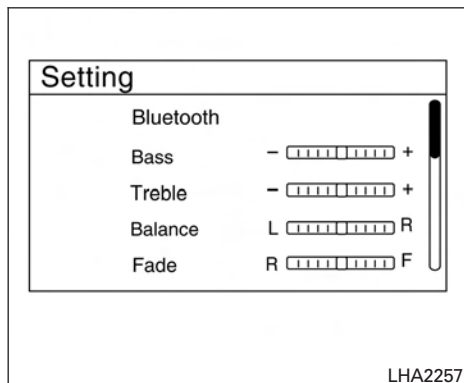 Setting
Bluetooth
Bass - +
Treble - +
Balance L R
Fade R F
LHA2257